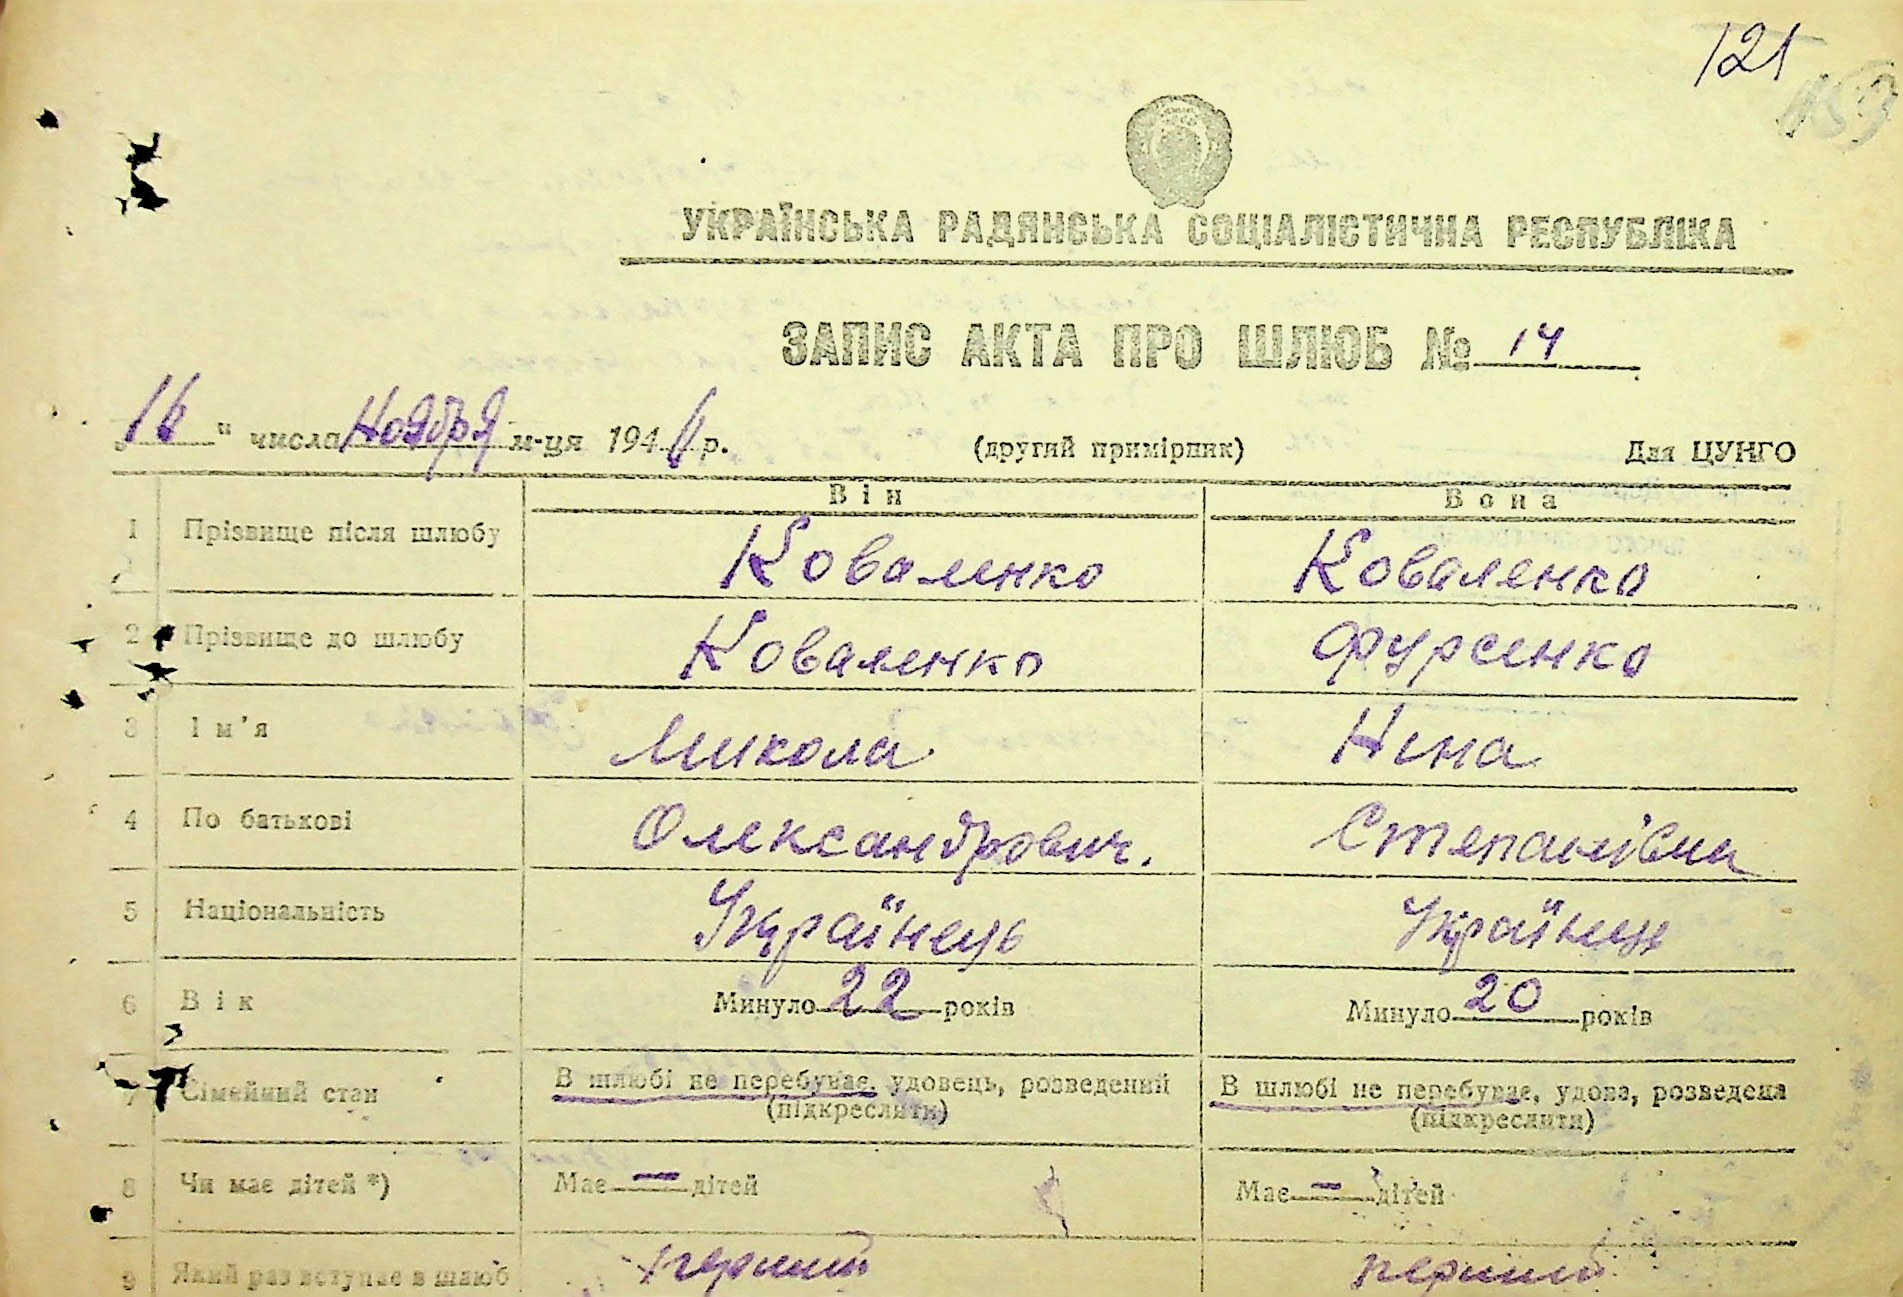 121
153
УКРАЇНСЬКА РАДЯНСЬКА СОЦІАЛІСТИЧНА РЕСПУБЛІКА
ЗАПИС АКТА ПРО ШЛЮБ № 14
„16" числа Ноября м-ця 1946 р. (другий примірник) Для ЦУНГО
Він Вона
1 Прізвище після шлюбу Коваленко Коваленко
2 Прізвище до шлюбу Коваленко Фурсенко
3 Ім'я Микола Ніна
4 По батькові Олександрович. Степанівна
5 Національність Українець Українець
6 Вік Минуло 22 років Минуло 20 років
7 Сімейний стан В шлюбі не перебуває, удовець, розведений В шлюбі не перебуває, удова, розведена
(підкреслити) (підкреслити)
8 Чи має дітей *) Має — дітей Має — дітей
9 Який раз вступає в шлюб перший перший